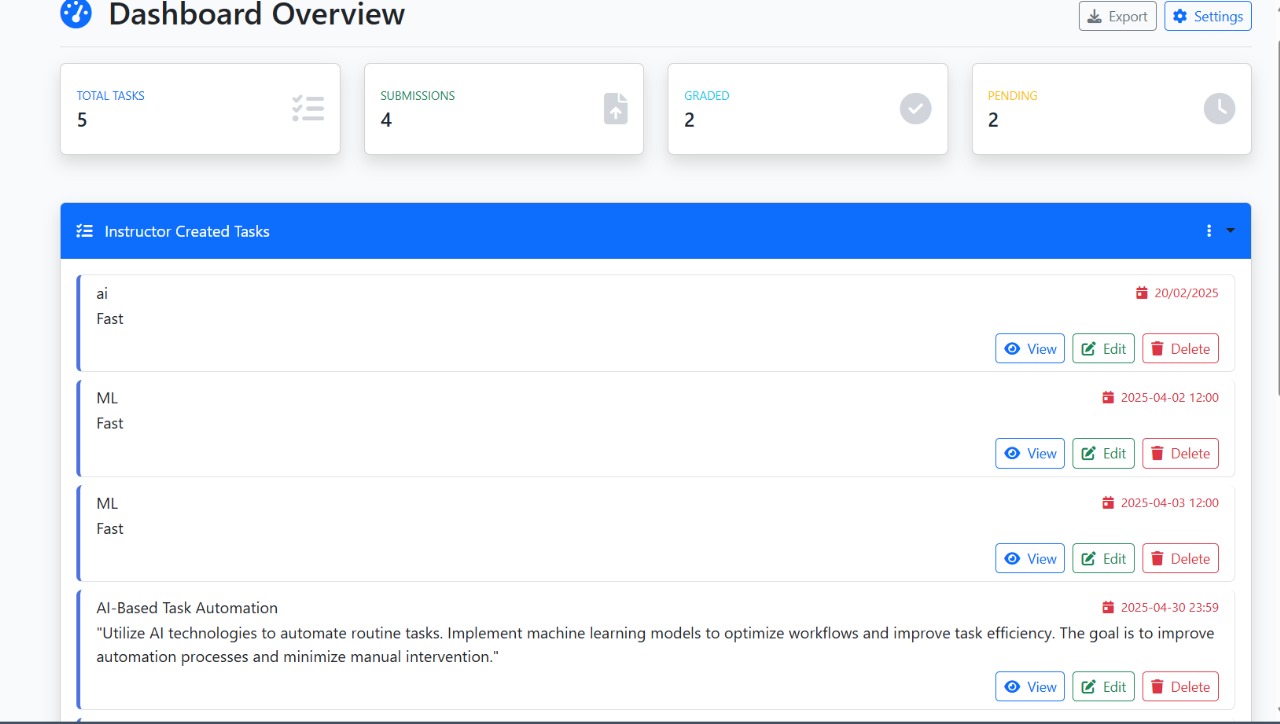 Dashboard Overview
Export Settings
TOTAL TASKS
5
SUBMISSIONS
4
GRADED
2
PENDING
2
Instructor Created Tasks
ai
20/02/2025
Fast
View Edit Delete
ML
2025-04-02 12:00
Fast
View Edit Delete
ML
2025-04-03 12:00
Fast
View Edit Delete
AI-Based Task Automation
2025-04-30 23:59
"Utilize AI technologies to automate routine tasks. Implement machine learning models to optimize workflows and improve task efficiency. The goal is to improve
automation processes and minimize manual intervention."
View Edit Delete